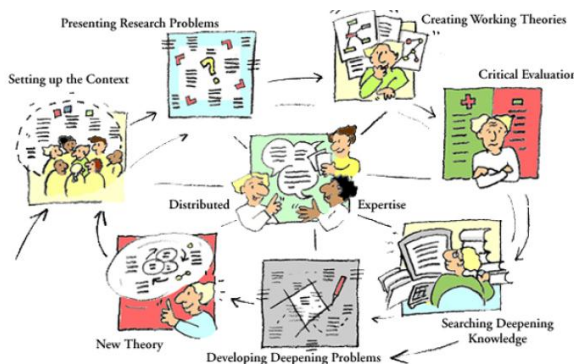 Presenting Research Problems
Creating Working Theories
Setting up the Context
Critical Evaluation
Distributed
Expertise
Searching Deepening
Knowledge
New Theory
Developing Deepening Problems